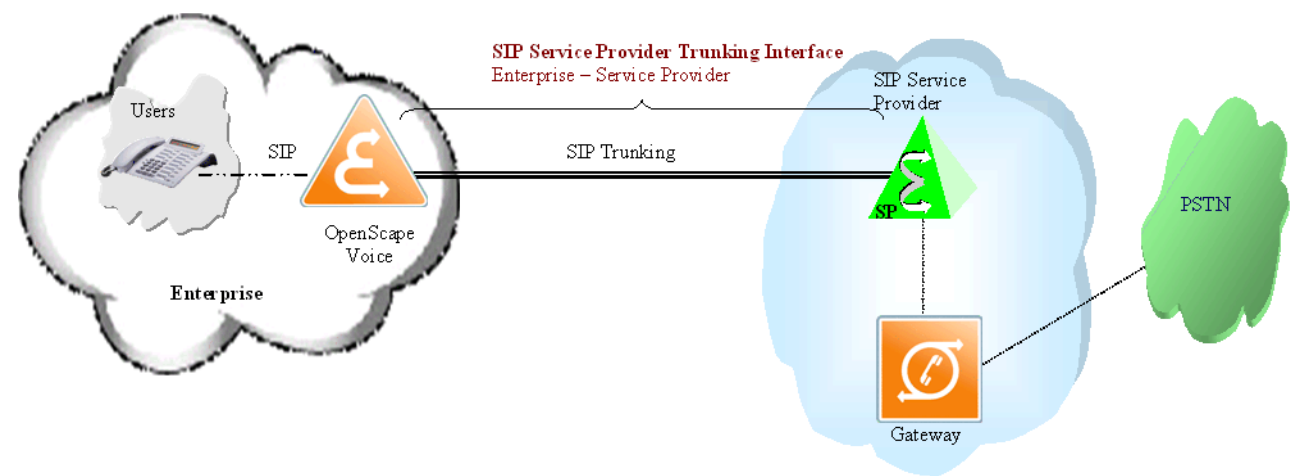 SIP Service Provider Trunking Interface
Enterprise – Service Provider
SIP Service
Provider
Users
SIP
SIP Trunking
SP
PSTN
OpenScape
Voice
Enterprise
Gateway